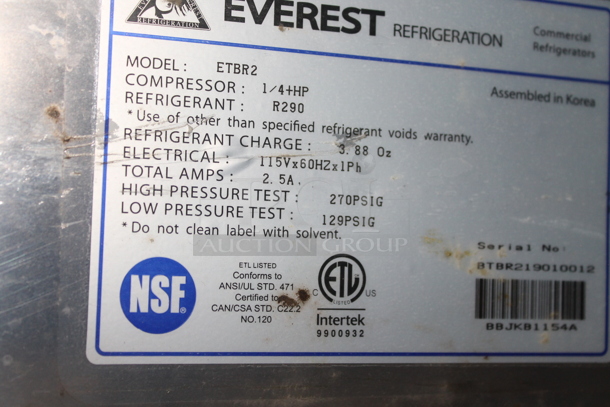 REFRIGERATION
EVEREST REFRIGERATION
Commercial
Refrigerators
MODEL : ETBR2
COMPRESSOR : 1/4+HP
REFRIGERANT : R290
Assembled in Korea
*Use of other than specified refrigerant voids warranty.
REFRIGERANT CHARGE : 3.88 Oz
ELECTRICAL : 115Vx60HZx1Ph
TOTAL AMPS : 2.5A.
HIGH PRESSURE TEST : 270PSIG
LOW PRESSURE TEST : 129PSIG
*Do not clean label with solvent.
AUCTION GROUP
NSF®
ETL LISTED
Conforms to
ANSI/UL STD. 471
Certified to
CAN/CSA STD. C22.2
NO.120
C ETL US
LISTED
Intertek
9900932
Serial No:
BTBR219010012
BBJKB1154A